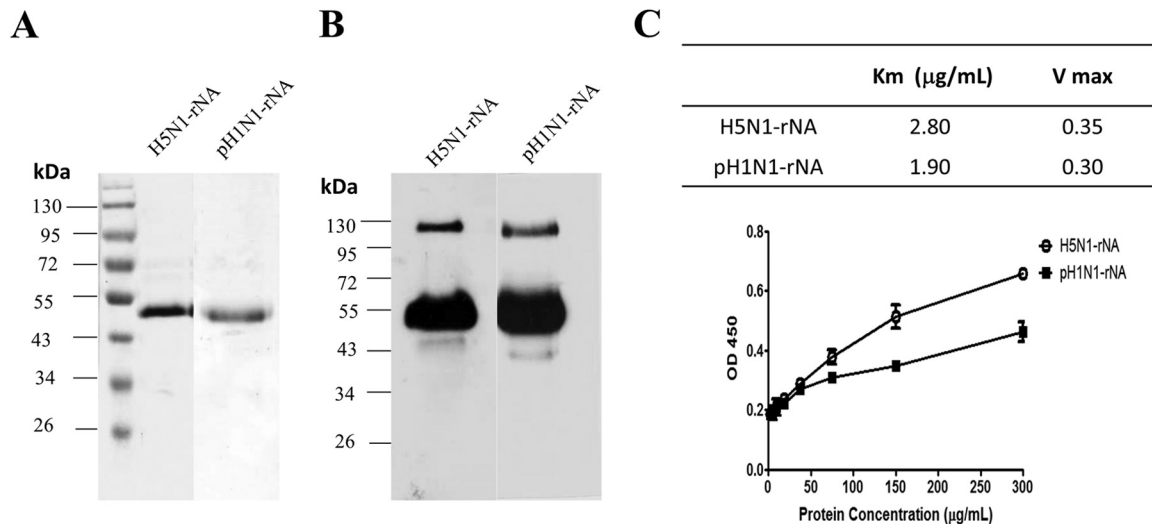 A
H5N1-rNA
pH1N1-rNA
kDa
130
95
72
55
43
34
26
B
H5N1-rNA
pH1N1-rNA
kDa
130
95
72
55
43
34
26
C
Km (μg/mL) V max
H5N1-rNA 2.80 0.35
pH1N1-rNA 1.90 0.30
H5N1-rNA
pH1N1-rNA
OD 450
0.8
0.6
0.4
0.2
0.0
0 50 100 150 200 250 300
Protein Concentration (μg/mL)